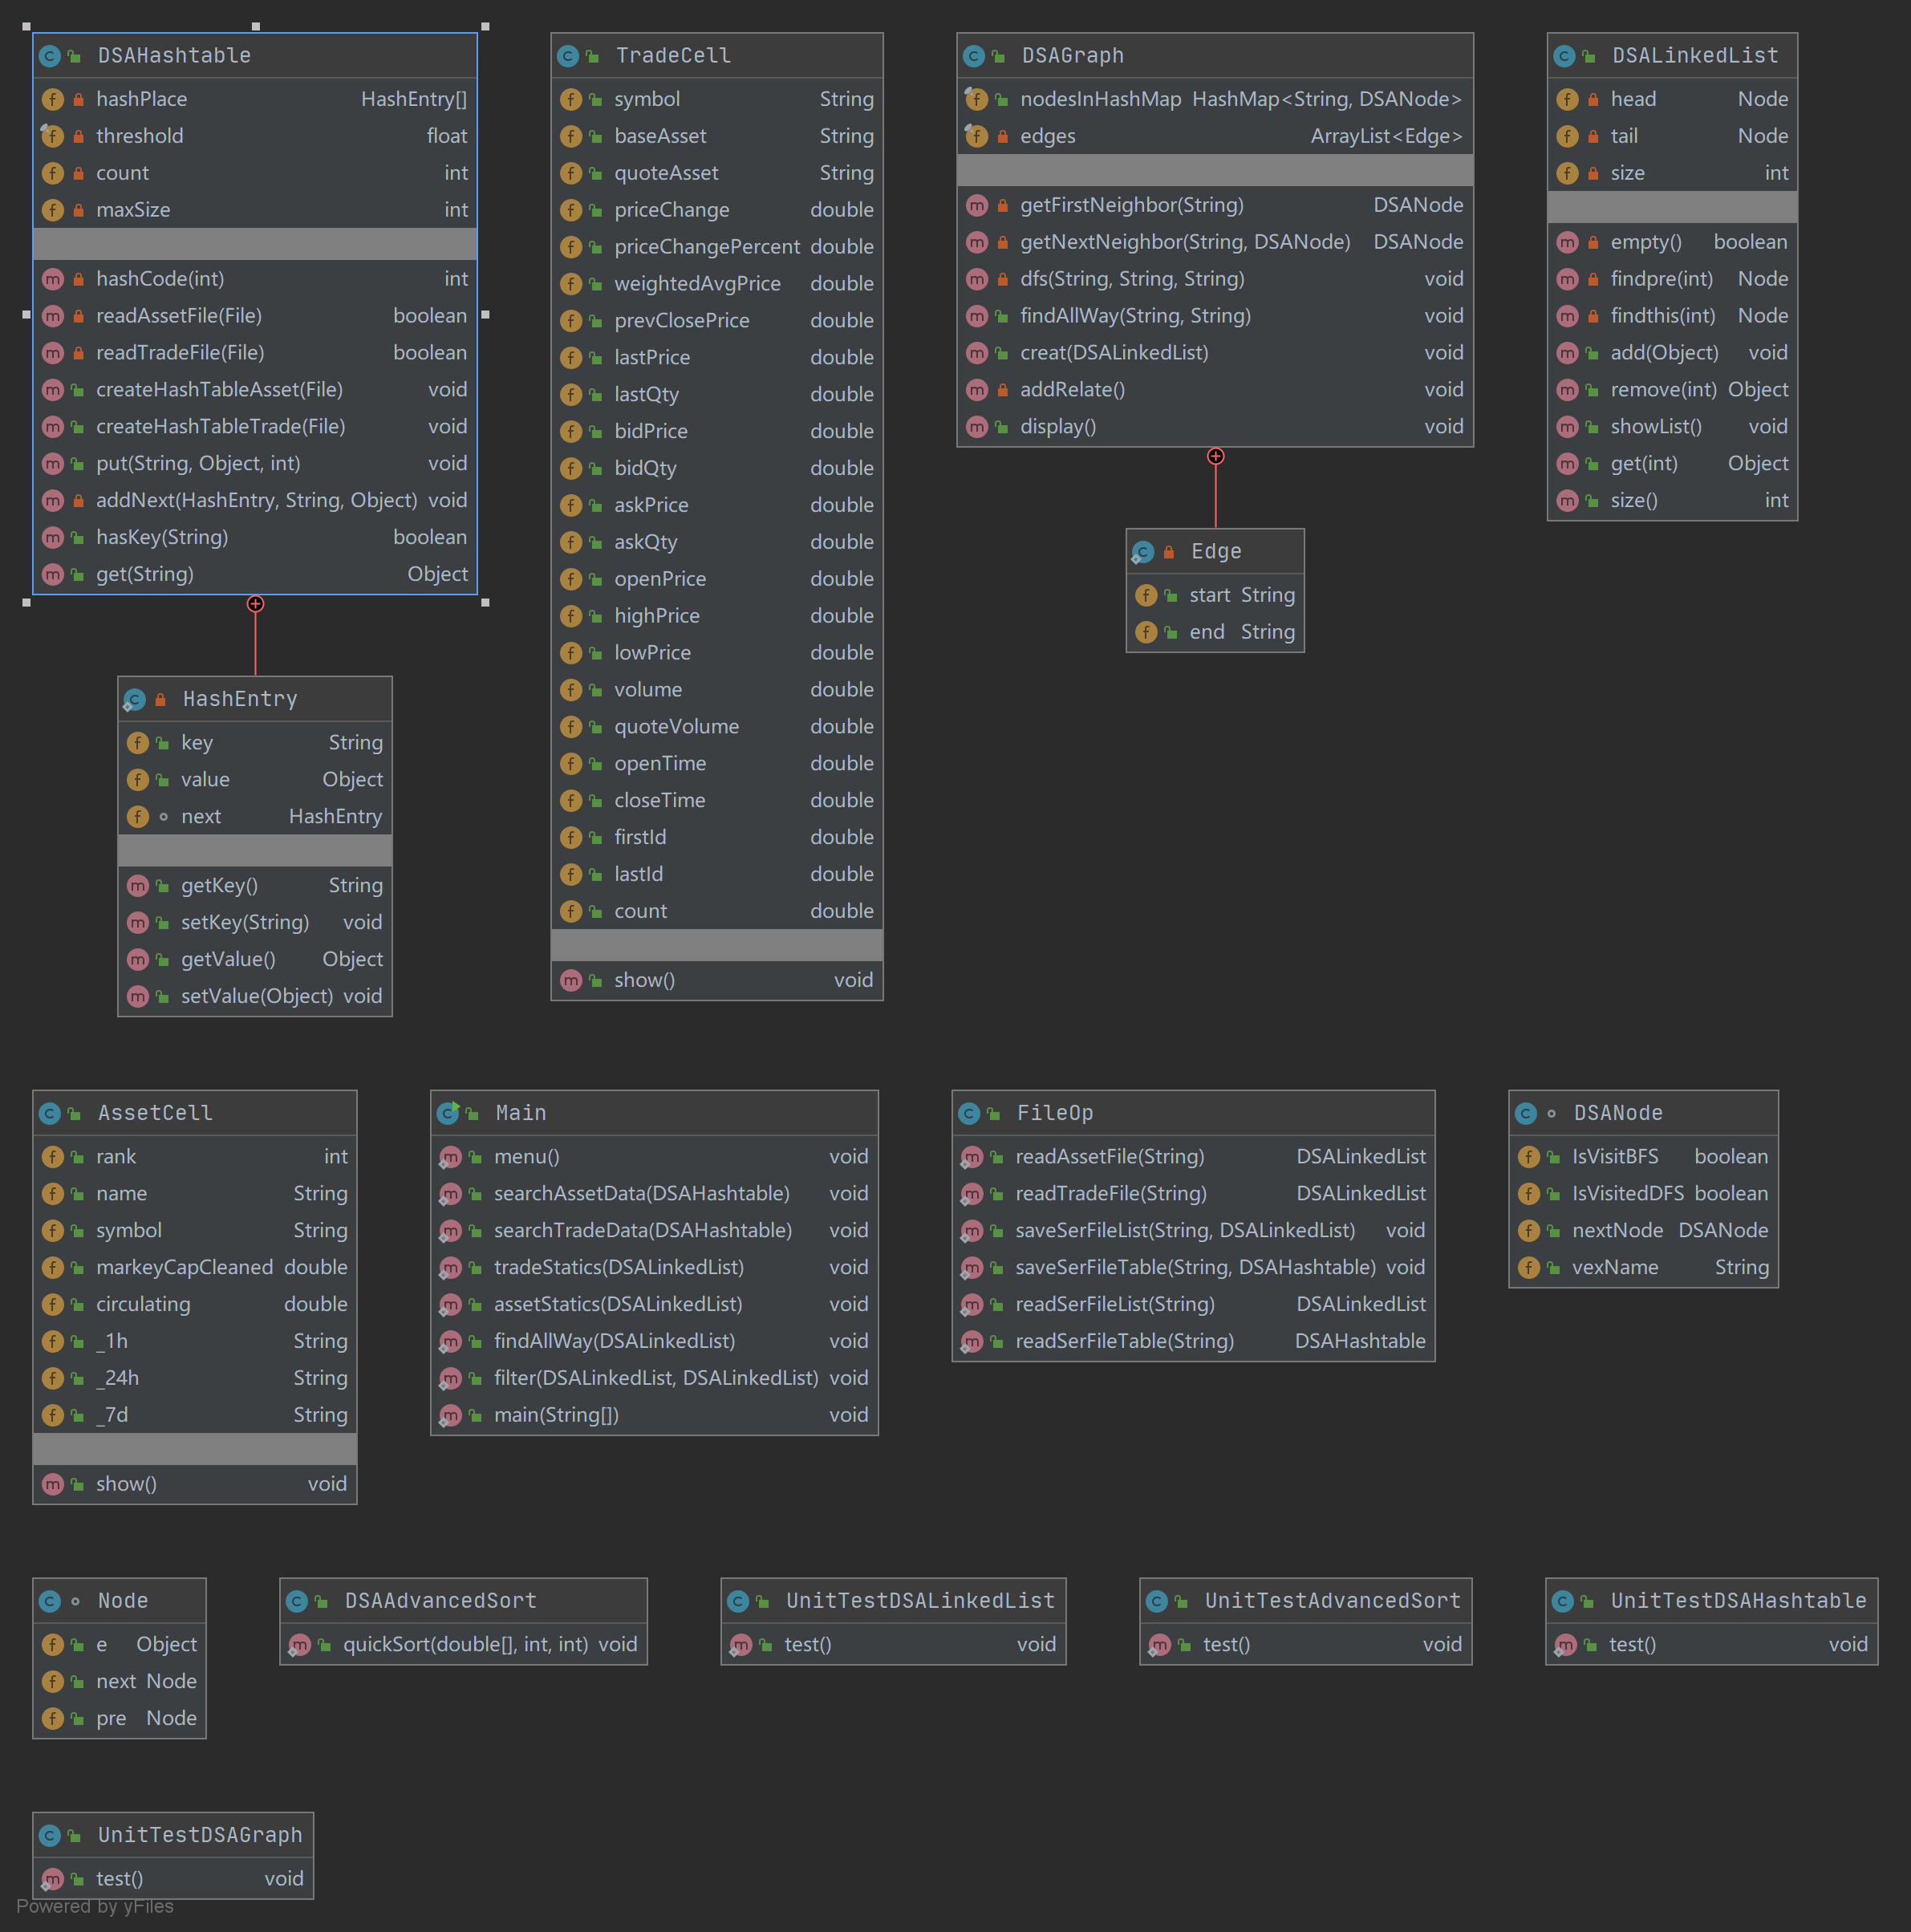 DSAHashtable
hashPlace HashEntry[]
threshold float
count int
maxSize int
hashCode(int) int
readAssetFile(File) boolean
readTradeFile(File) boolean
createHashTableAsset(File) void
createHashTableTrade(File) void
put(String, Object, int) void
addNext(HashEntry, String, Object) void
hasKey(String) boolean
get(String) Object
HashEntry
key String
value Object
next HashEntry
getKey() String
setKey(String) void
getValue() Object
setValue(Object) void
TradeCell
symbol String
baseAsset String
quoteAsset String
priceChange double
priceChangePercent double
weightedAvgPrice double
prevClosePrice double
lastPrice double
lastQty double
bidPrice double
bidQty double
askPrice double
askQty double
openPrice double
highPrice double
lowPrice double
volume double
quoteVolume double
openTime double
closeTime double
firstId double
lastId double
count double
show() void
DSAGraph
nodesInHashMap HashMap<String, DSANode>
edges ArrayList<Edge>
getFirstNeighbor(String) DSANode
getNextNeighbor(String, DSANode) DSANode
dfs(String, String, String) void
findAllWay(String, String) void
creat(DSALinkedList) void
addRelate() void
display() void
Edge
start String
end String
DSALinkedList
head Node
tail Node
size int
empty() boolean
findpre(int) Node
findthis(int) Node
add(Object) void
remove(int) Object
showList() void
get(int) Object
size() int
AssetCell
rank int
name String
symbol String
markeyCapCleaned double
circulating double
_1h String
_24h String
_7d String
show() void
Main
menu() void
searchAssetData(DSAHashtable) void
searchTradeData(DSAHashtable) void
tradeStatics(DSALinkedList) void
assetStatics(DSALinkedList) void
findAllWay(DSALinkedList) void
filter(DSALinkedList, DSALinkedList) void
main(String[]) void
FileOp
readAssetFile(String) DSALinkedList
readTradeFile(String) DSALinkedList
saveSerFileList(String, DSALinkedList) void
saveSerFileTable(String, DSAHashtable) void
readSerFileList(String) DSALinkedList
readSerFileTable(String) DSAHashtable
DSANode
IsVisitBFS boolean
IsVisitedDFS boolean
nextNode DSANode
vexName String
Node
e Object
next Node
pre Node
DSAAdvancedSort
quickSort(double[], int, int) void
UnitTestDSALinkedList
test() void
UnitTestAdvancedSort
test() void
UnitTestDSAHashtable
test() void
UnitTestDSAGraph
test() void
Powered by yFiles